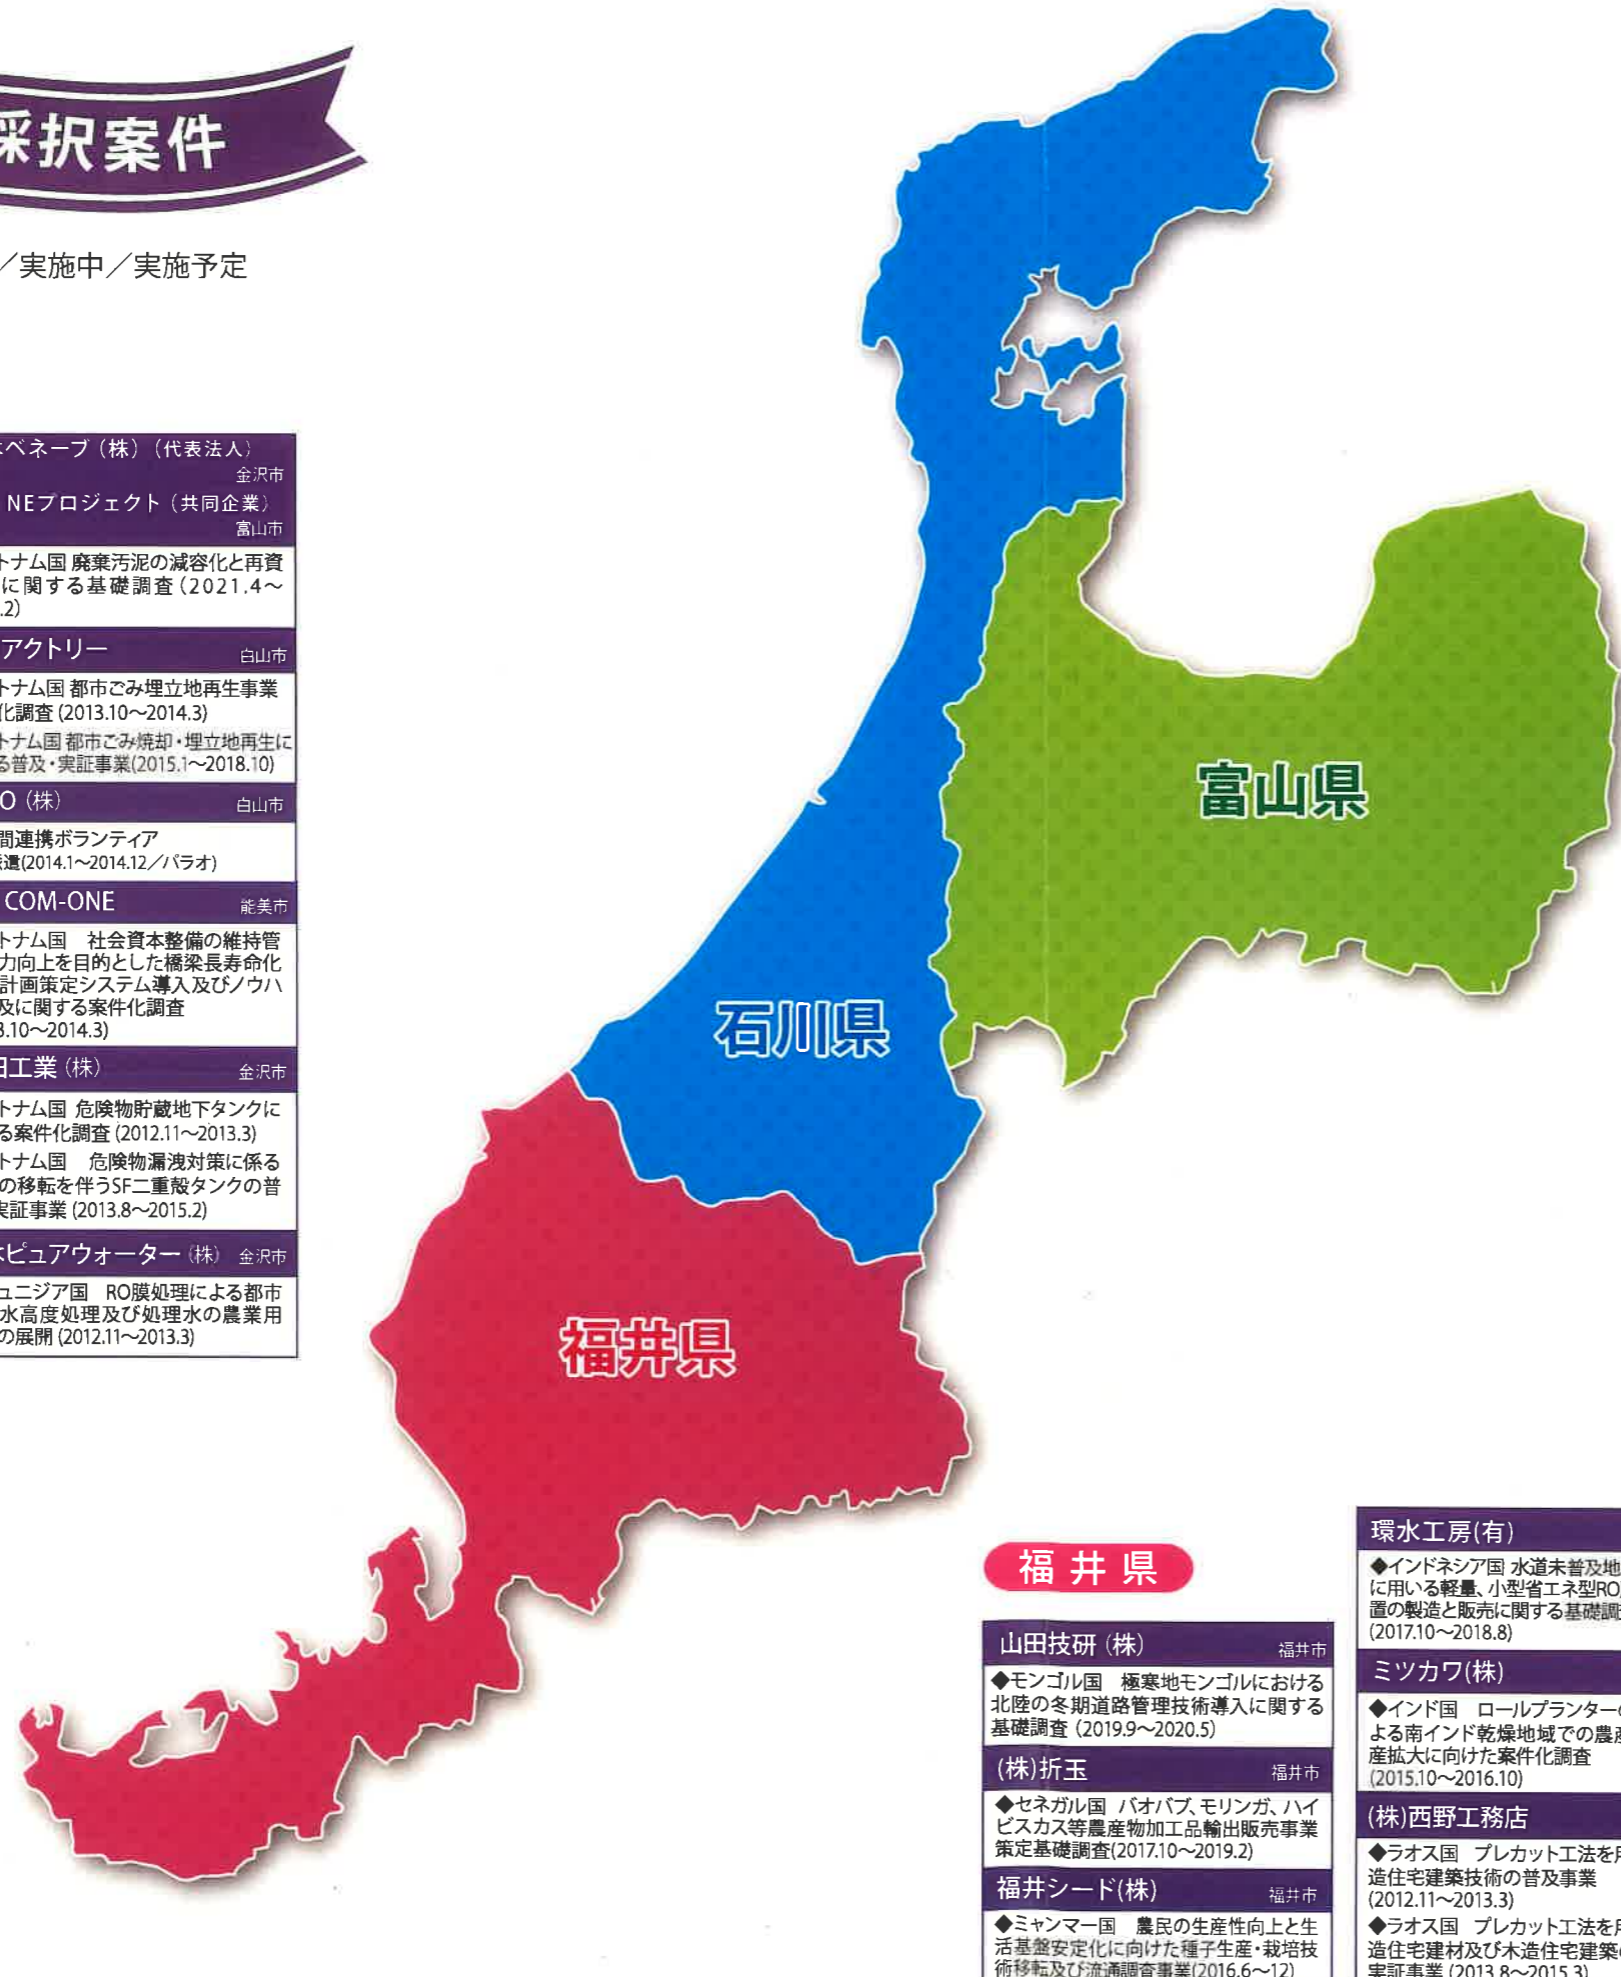 採択案件
／実施中／実施予定
ベネーブ（株）（代表法人）
金沢市
NEプロジェクト（共同企業）
富山市
トナム国 廃棄汚泥の減容化と再資
に関する基礎調査（2021.4～
.2）
アクトリー 白山市
トナム国 都市ごみ埋立地再生事業
化調査 (2013.10～2014.3)
トナム国 都市ごみ焼却・埋立地再生に
る普及・実証事業(2015.1～2018.10)
O（株） 白山市
間連携ボランティア
遣(2014.1～2014.12／パラオ)
COM-ONE 能美市
トナム国　社会資本整備の維持管
力向上を目的とした橋梁長寿命化
計画策定システム導入及びノウハ
及に関する案件化調査
3.10～2014.3)
田工業（株） 金沢市
トナム国 危険物貯蔵地下タンクに
る案件化調査 (2012.11～2013.3)
トナム国　危険物漏洩対策に係る
の移転を伴うSF二重殻タンクの普
実証事業 (2013.8～2015.2)
ピュアウォーター（株） 金沢市
ュニジア国　RO膜処理による都市
水高度処理及び処理水の農業用
の展開 (2012.11～2013.3)
富山県
石川県
福井県
福井県
山田技研（株） 福井市
◆モンゴル国　極寒地モンゴルにおける
北陸の冬期道路管理技術導入に関する
基礎調査（2019.9～2020.5）
(株)折玉 福井市
◆セネガル国 バオバブ、モリンガ、ハイ
ビスカス等農産物加工品輸出販売事業
策定基礎調査(2017.10～2019.2)
福井シード(株) 福井市
◆ミャンマー国　農民の生産性向上と生
活基盤安定化に向けた種子生産・栽培技
術移転及び流通調査事業(2016.6～12)
環水工房(有)
◆インドネシア国 水道未普及地
に用いる軽量、小型省エネ型RO
置の製造と販売に関する基礎調
(2017.10～2018.8)
ミツカワ(株)
◆インド国　ロールプランターの
よる南インド乾燥地域での農産
産拡大に向けた案件化調査
(2015.10～2016.10)
(株)西野工務店
◆ラオス国　プレカット工法を用
造住宅建築技術の普及事業
(2012.11～2013.3)
◆ラオス国　プレカット工法を用
造住宅建材及び木造住宅建築の
実証事業 (2013.8～2015.3)